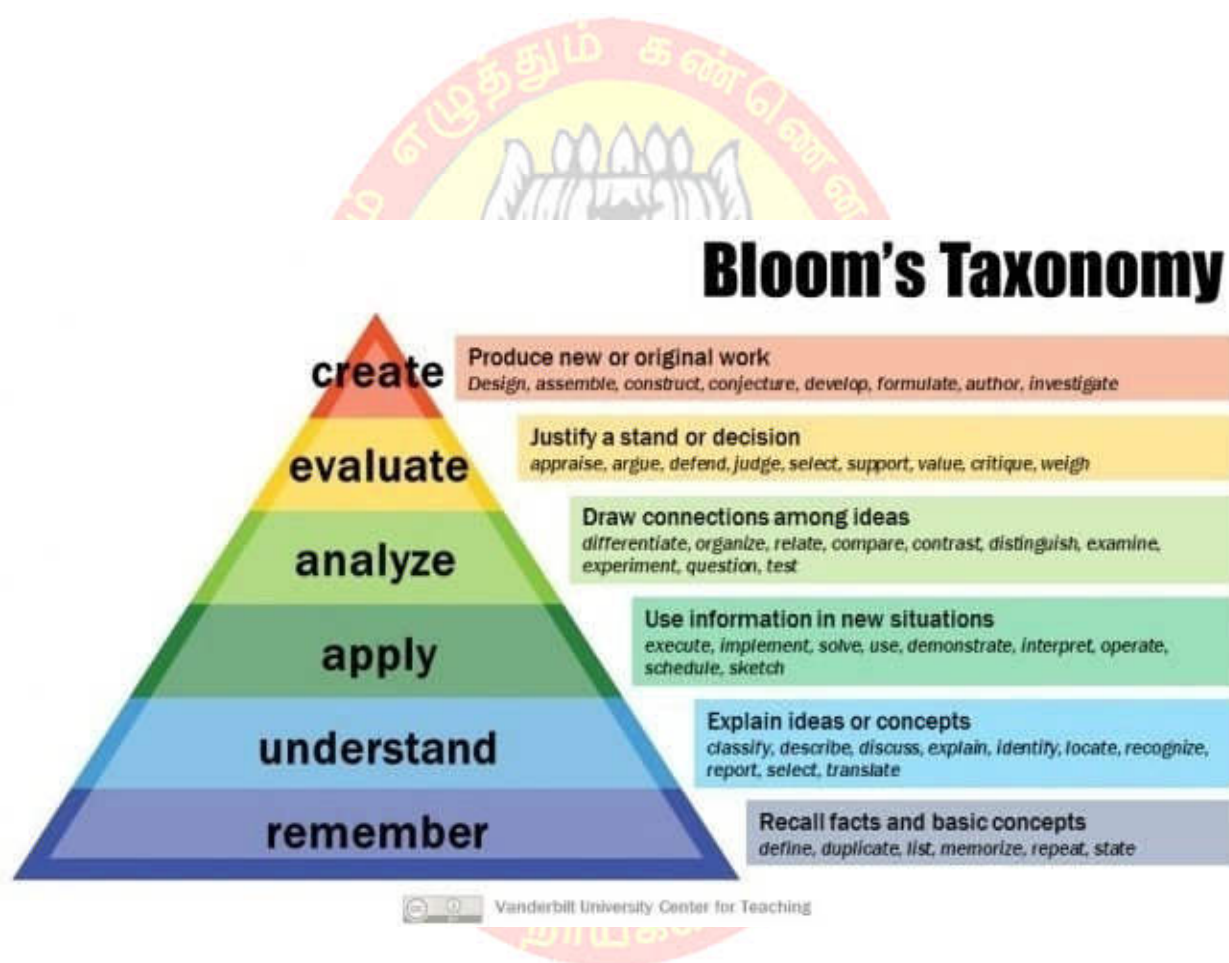 எழுத்தும்
Bloom's Taxonomy
create
Produce new or original work
Design, assemble, construct, conjecture, develop, formulate, author, investigate
evaluate
Justify a stand or decision
appraise, argue, defend, judge, select, support, value, critique, weigh
analyze
Draw connections among ideas
differentiate, organize, relate, compare, contrast, distinguish, examine,
experiment, question, test
apply
Use information in new situations
execute, implement, solve, use, demonstrate, interpret, operate,
schedule, sketch
understand
Explain ideas or concepts
classify, describe, discuss, explain, identify, locate, recognize,
report, select, translate
remember
Recall facts and basic concepts
define, duplicate, list, memorize, repeat, state
Vanderbilt University Center for Teaching